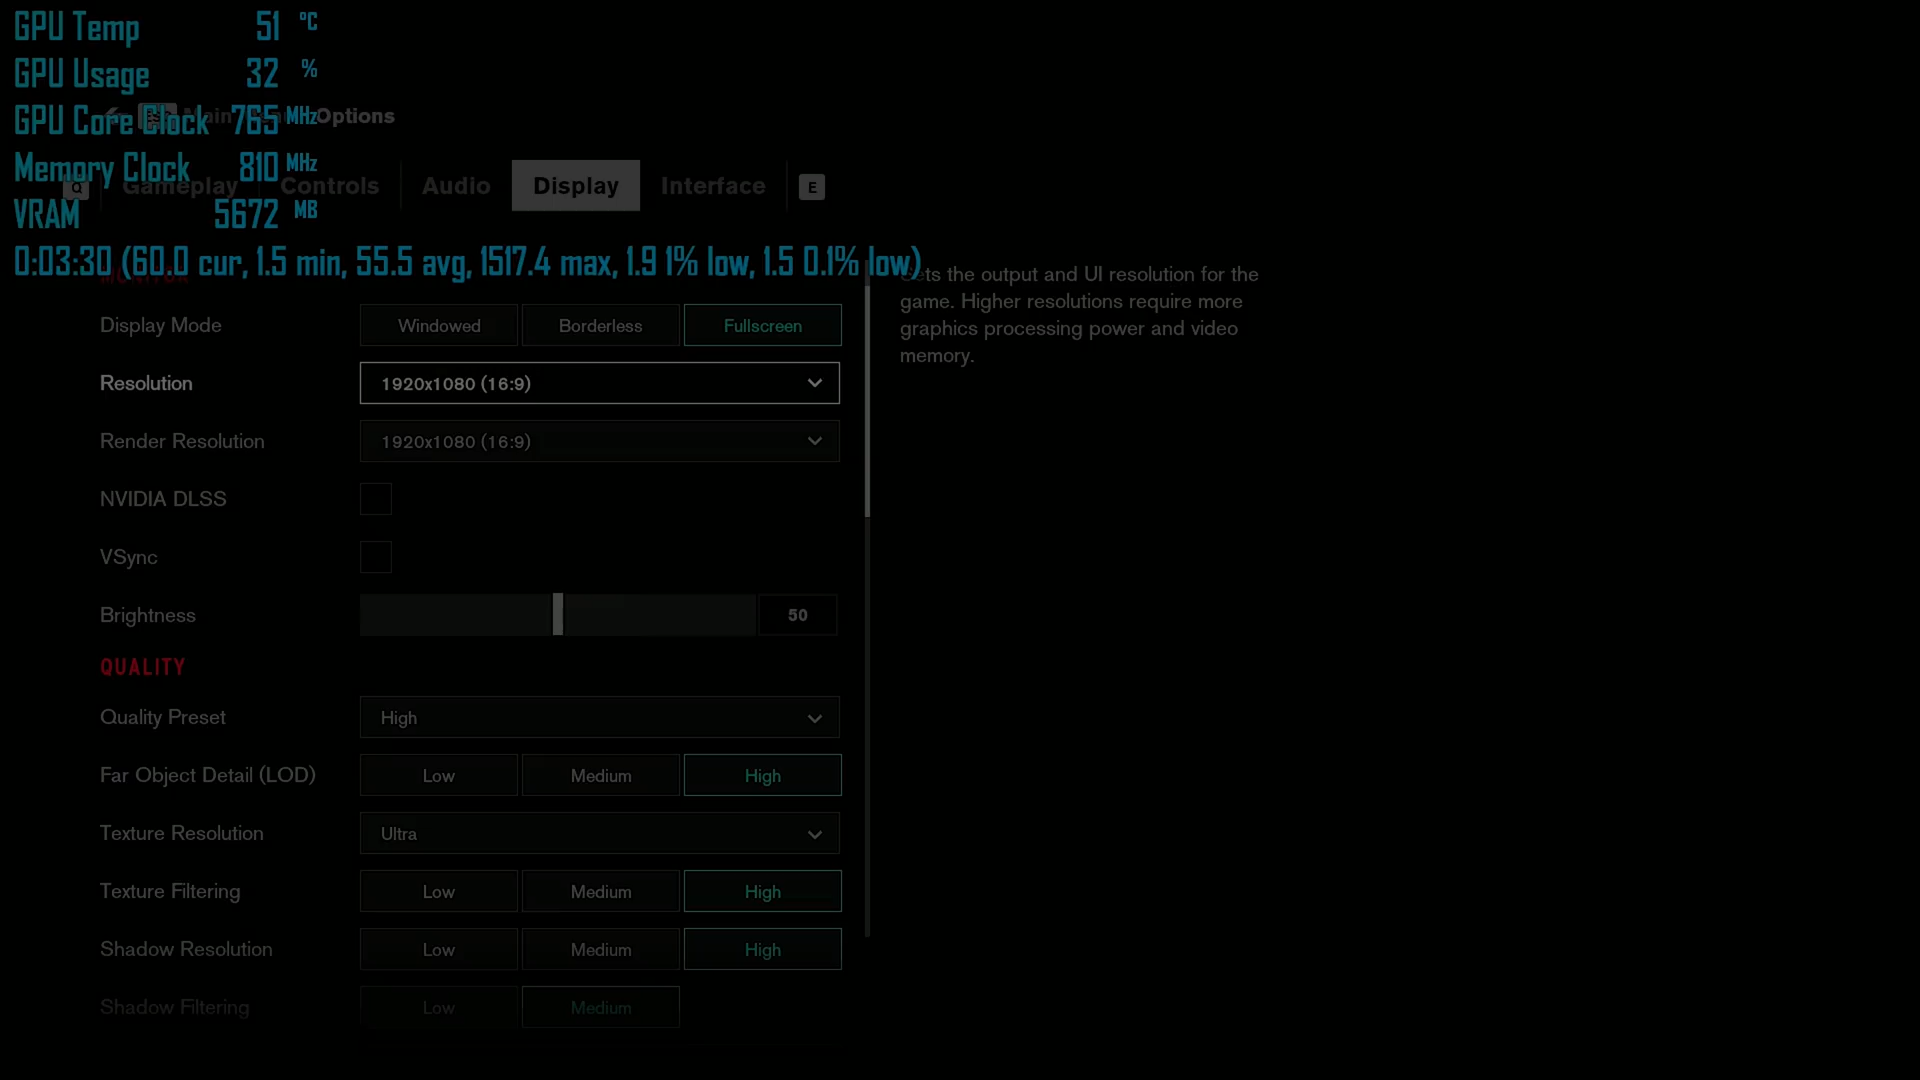 GPU Temp 51 °C
GPU Usage 32 %
GPU Core Clock 765 MHz
Options
Memory Clock 810 MHz
Q Gameplay Controls Audio Display Interface E
VRAM 5672 MB
0:03:30 (60.0 cur, 1.5 min, 55.5 avg, 1517.4 max, 1.9 1% low, 1.5 0.1% low)
MONITOR
Display Mode Windowed Borderless Fullscreen
Resolution 1920x1080 (16:9)
Render Resolution 1920x1080 (16:9)
NVIDIA DLSS
VSync
Brightness 50
QUALITY
Quality Preset High
Far Object Detail (LOD) Low Medium High
Texture Resolution Ultra
Texture Filtering Low Medium High
Shadow Resolution Low Medium High
Shadow Filtering Low Medium
Sets the output and UI resolution for the
game. Higher resolutions require more
graphics processing power and video
memory.